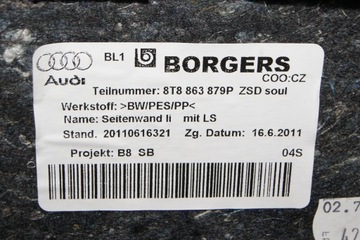 BL1 BORGERS
Audi COO:CZ
Teilnummer: 8T8 863 879P ZSD soul
Werkstoff: >BW/PES/PP<
Name: Seitenwand li mit LS
Stand. 20110616321 Zg. Datum: 16.6.2011
Projekt: B8 SB 04S
02.7